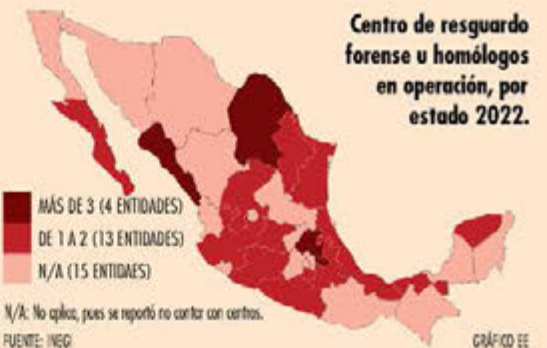 Centro de resguardo
forense u homólogos
en operación, por
estado 2022.
MÁS DE 3 (4 ENTIDADES)
DE 1 A 2 (13 ENTIDADES)
N/A (15 ENTIDAES)
N/A: No aplica, pues se reportó no contar con centros.
FUENTE: INEGI
GRÁFICO EE